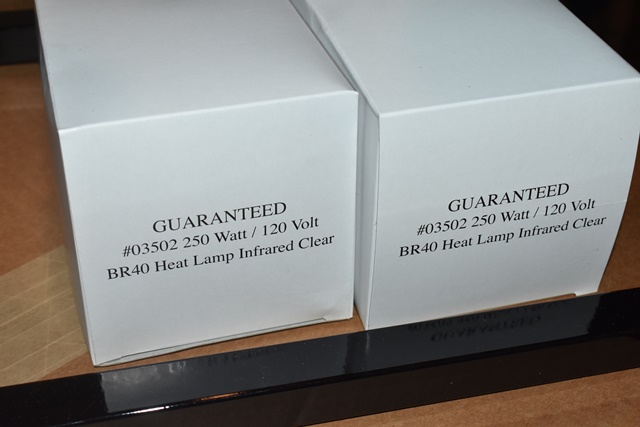 GUARANTEED
#03502 250 Watt / 120 Volt
BR40 Heat Lamp Infrared Clear
GUARANTEED
#03502 250 Watt / 120 Volt
BR40 Heat Lamp Infrared Clear